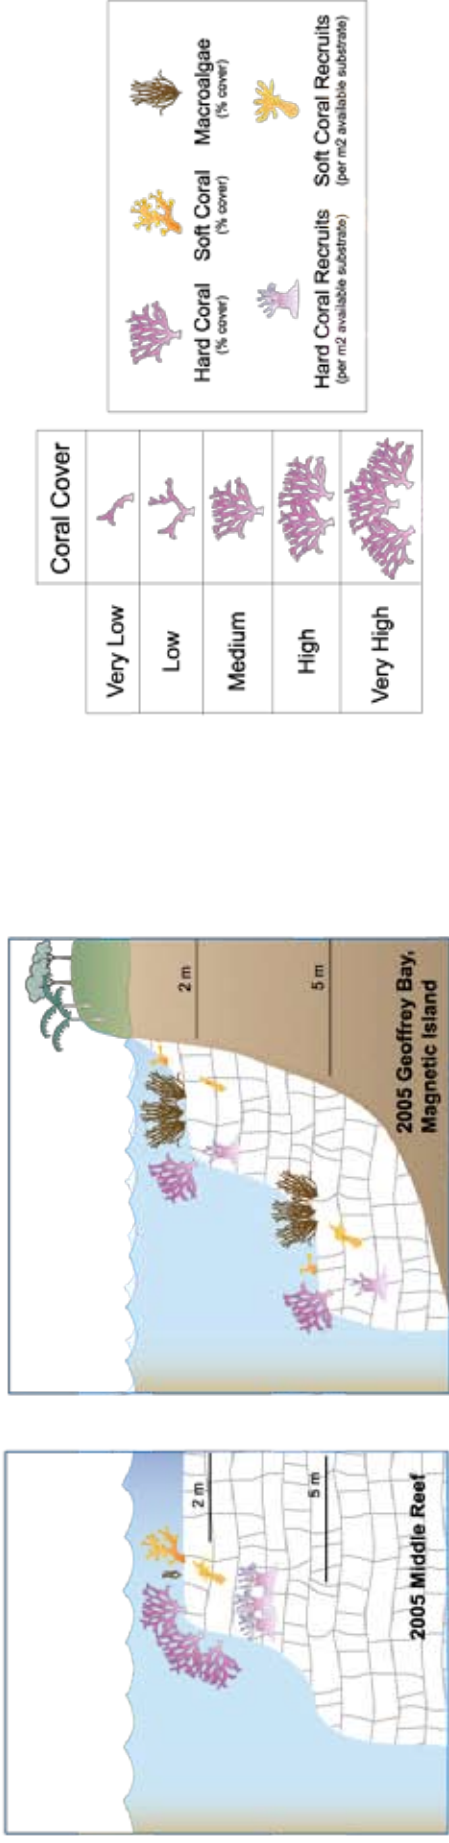 2 m
5 m
2005 Middle Reef
2 m
5 m
2005 Geoffrey Bay,
Magnetic Island
Coral Cover
Very Low
Low
Medium
High
Very High
Hard Coral
(% cover)
Soft Coral
(% cover)
Macroalgae
(% cover)
Hard Coral Recruits
(per m2 available substrate)
Soft Coral Recruits
(per m2 available substrate)